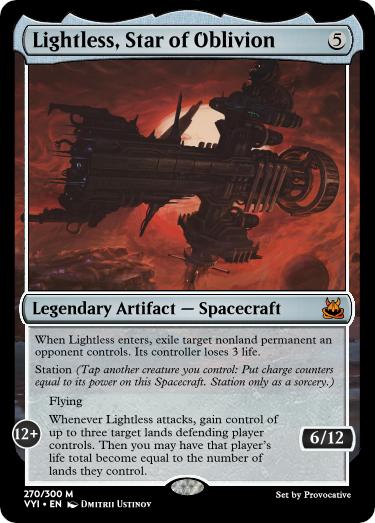 Lightless, Star of Oblivion 5
Legendary Artifact — Spacecraft
When Lightless enters, exile target nonland permanent an
opponent controls. Its controller loses 3 life.
Station (Tap another creature you control: Put charge counters
equal to its power on this Spacecraft. Station only as a sorcery.)
Flying
Whenever Lightless attacks, gain control of
up to three target lands defending player
controls. Then you may have that player's
life total become equal to the number of
lands they control.
12+
6/12
270/300 M
VYI • EN Dmitrii Ustinov
Set by Provocative